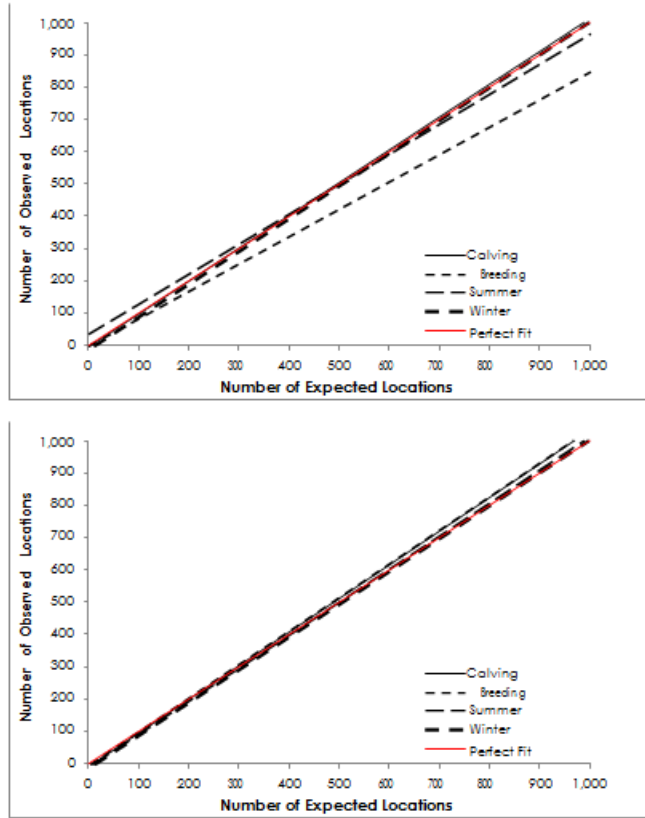 1,000
900
800
700
600
500
400
300
200
100
0
Number of Observed Locations
Calving
Breeding
Summer
Winter
Perfect Fit
0 100 200 300 400 500 600 700 800 900 1,000
Number of Expected Locations
1,000
900
800
700
600
500
400
300
200
100
0
Number of Observed Locations
Calving
Breeding
Summer
Winter
Perfect Fit
0 100 200 300 400 500 600 700 800 900 1,000
Number of Expected Locations